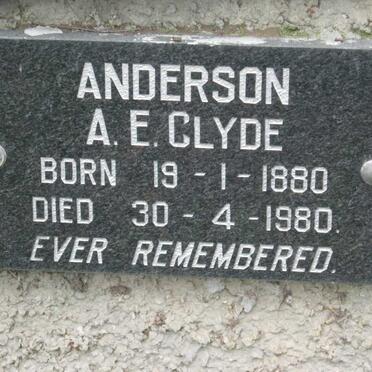 ANDERSON
A. E. CLYDE
BORN 19 - 1 - 1880
DIED 30 - 4 - 1980.
EVER REMEMBERED.